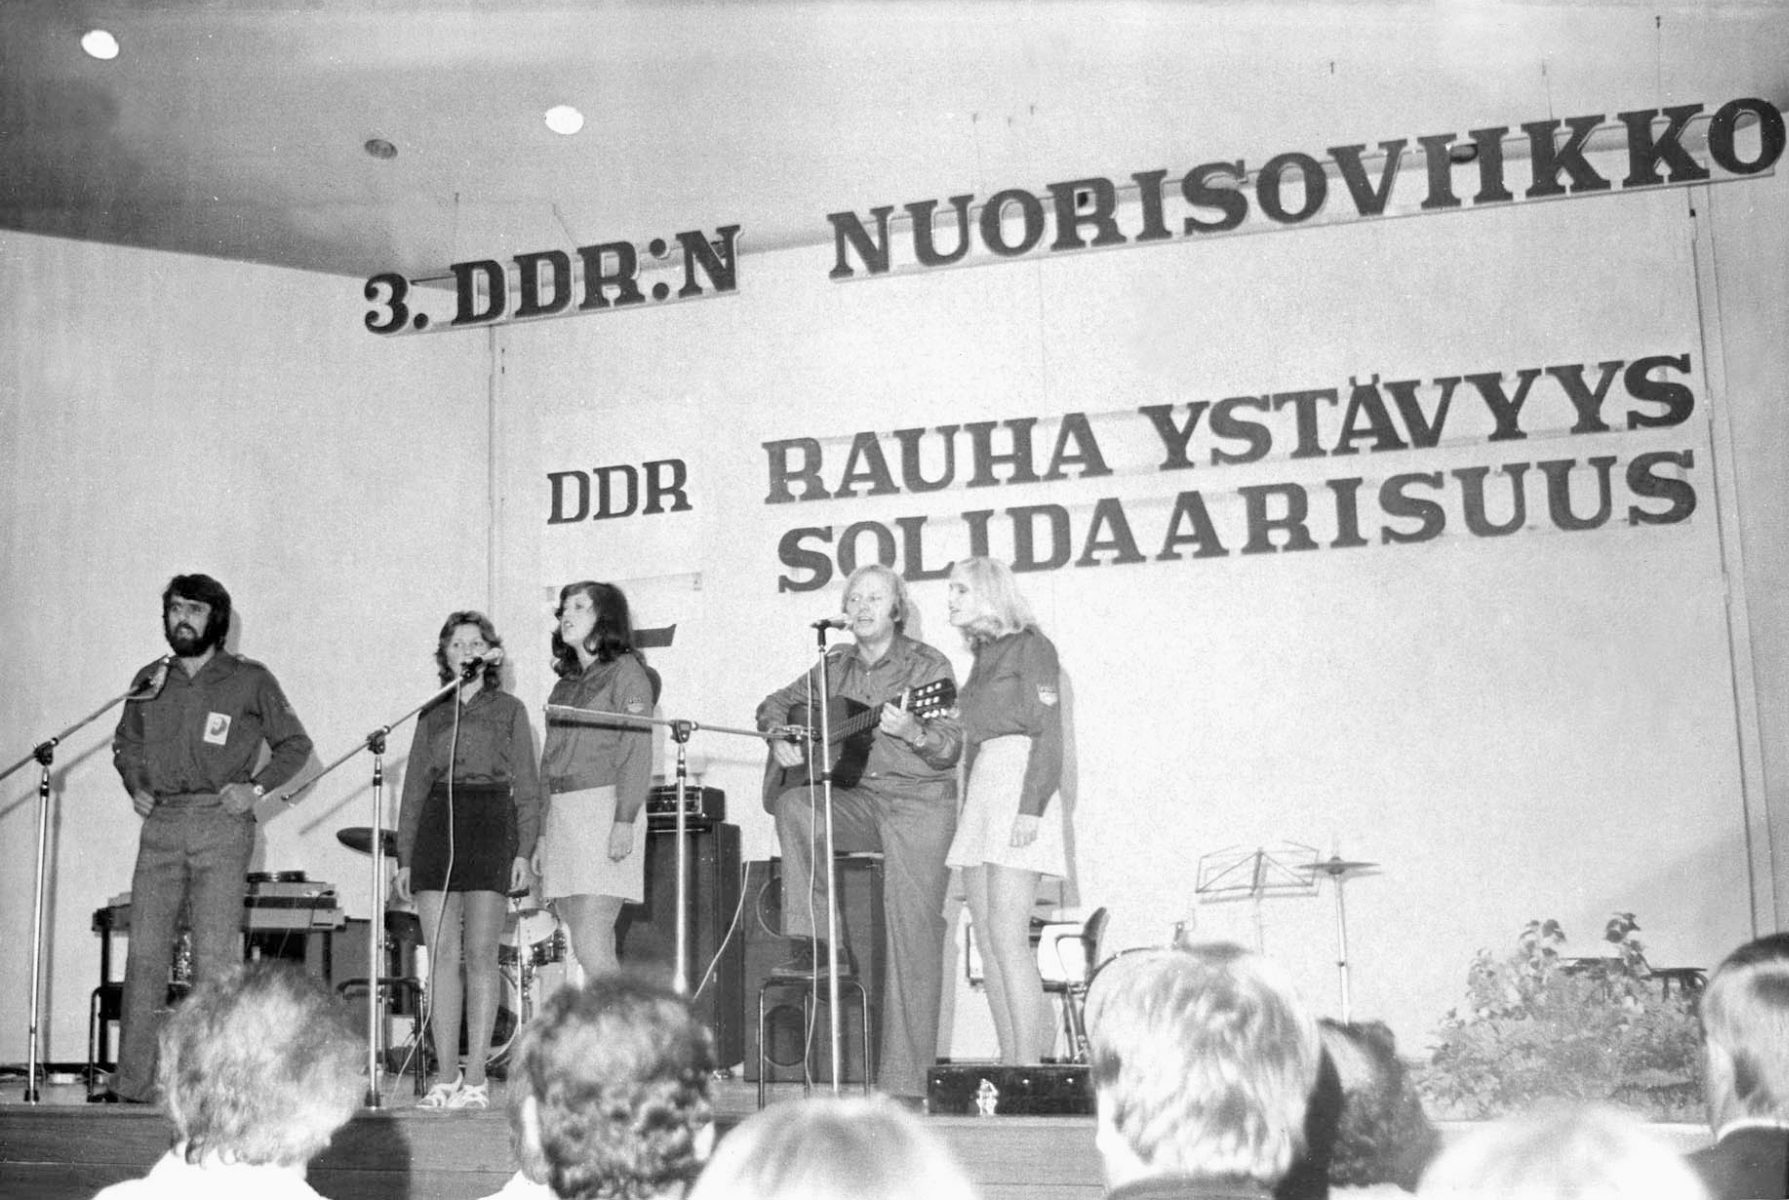 3. DDR:N NUORISOVIIKKO
DDR RAUHA YSTÄVYYS
SOLIDAARISUUS